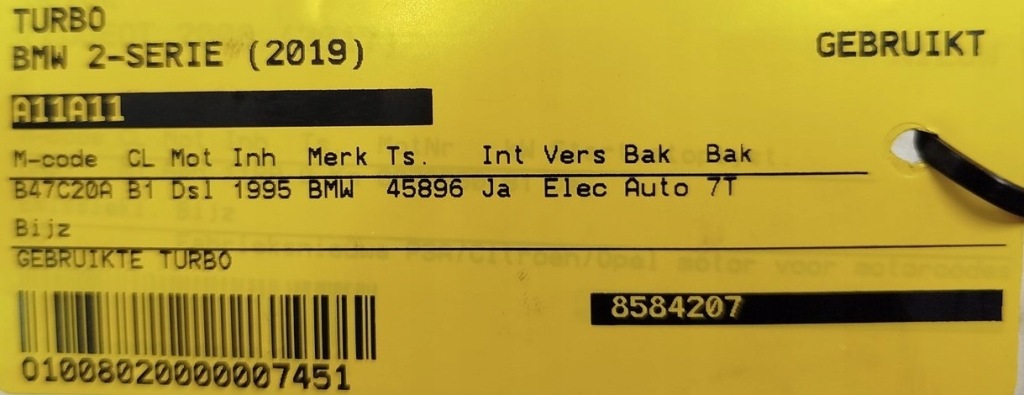 TURBO
BMW 2-SERIE (2019)
GEBRUIKT
A11A11
M-code CL Mot Inh Merk Ts. Int Vers Bak Bak
B47C20A B1 Dsl 1995 BMW 45896 Ja Elec Auto 7T
Bijz
GEBRUIKTE TURBO
8584207
01008020000007451